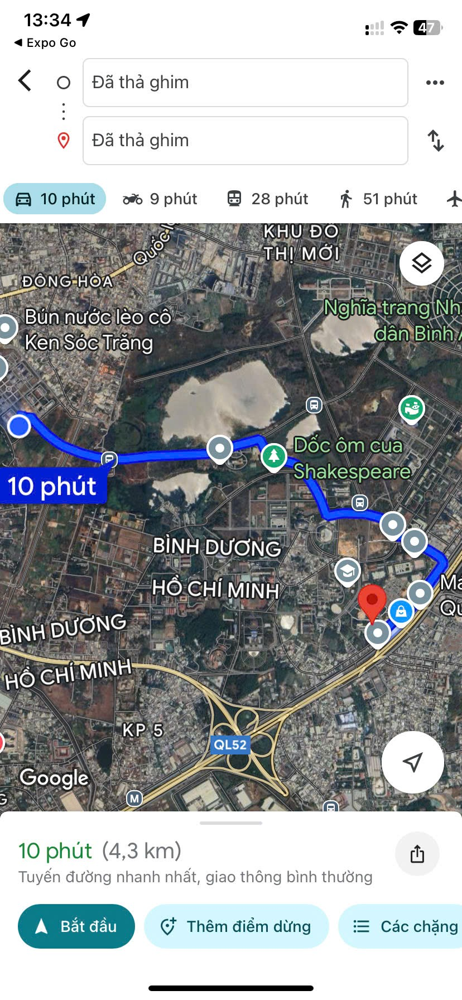 13:34
47
◀ Expo Go
Đã thả ghim
Đã thả ghim
10 phút
9 phút
28 phút
51 phút
KHU ĐÔ
THỊ MỚI
Quốc lộ
ĐÔNG HÒA
Nghĩa trang Nh
dân Bình A
Bún nước lèo cô
Ken Sóc Trăng
Dốc ôm cua
Shakespeare
10 phút
BÌNH DƯƠNG
HỒ CHÍ MINH
Ma
Qu
BÌNH DƯƠNG
HỒ CHÍ MINH
KP 5
QL52
Google
G
M
10 phút (4,3 km)
Tuyến đường nhanh nhất, giao thông bình thường
Bắt đầu
Thêm điểm dừng
Các chặng